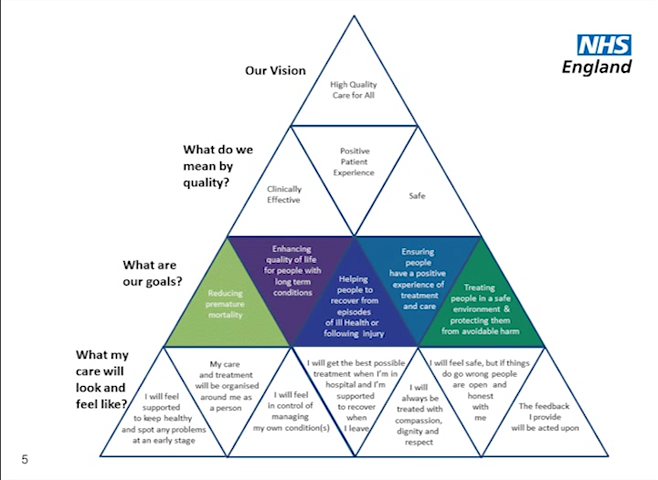 NHS
England
Our Vision
High Quality
Care for All
What do we
mean by
quality?
Clinically
Effective
Positive
Patient
Experience
Safe
What are
our goals?
Reducing
premature
mortality
Enhancing
quality of life
for people with
long term
conditions
Helping
people to
recover from
episodes
of ill Health or
following injury
Ensuring
people
have a positive
experience of
treatment
and care
Treating
people in a safe
environment &
protecting them
from avoidable harm
What my
care will
look and
feel like?
I will feel
supported
to keep healthy
and spot any problems
at an early stage
My care
and treatment
will be organised
around me as
a person
I will feel
in control of
managing
my own condition(s)
I will get the best possible
treatment when I'm in
hospital and I'm
supported
to recover
when
I leave
I will
always be
treated with
compassion,
dignity and
respect
I will feel safe, but if things
do go wrong people
are open and
honest
with
me
The feedback
I provide
will be acted upon
5